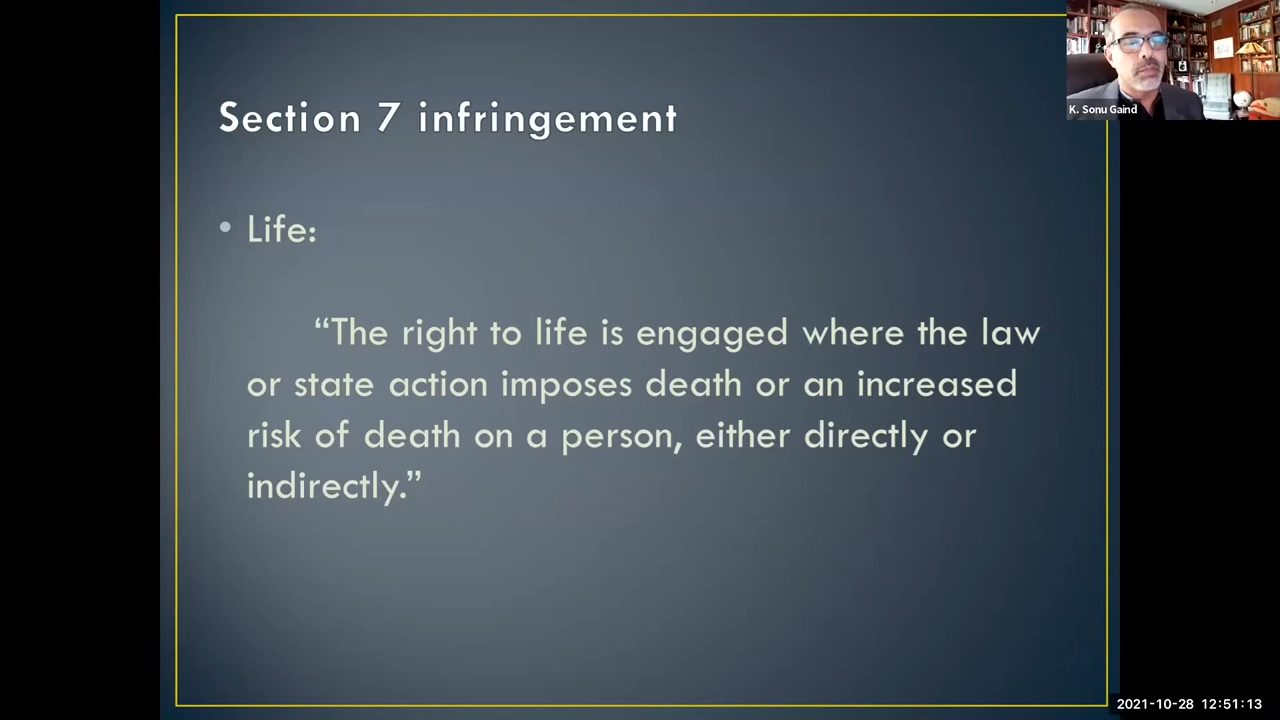 Section 7 infringement
• Life:
“The right to life is engaged where the law
or state action imposes death or an increased
risk of death on a person, either directly or
indirectly.”
K. Sonu Gaind
2021-10-28 12:51:13